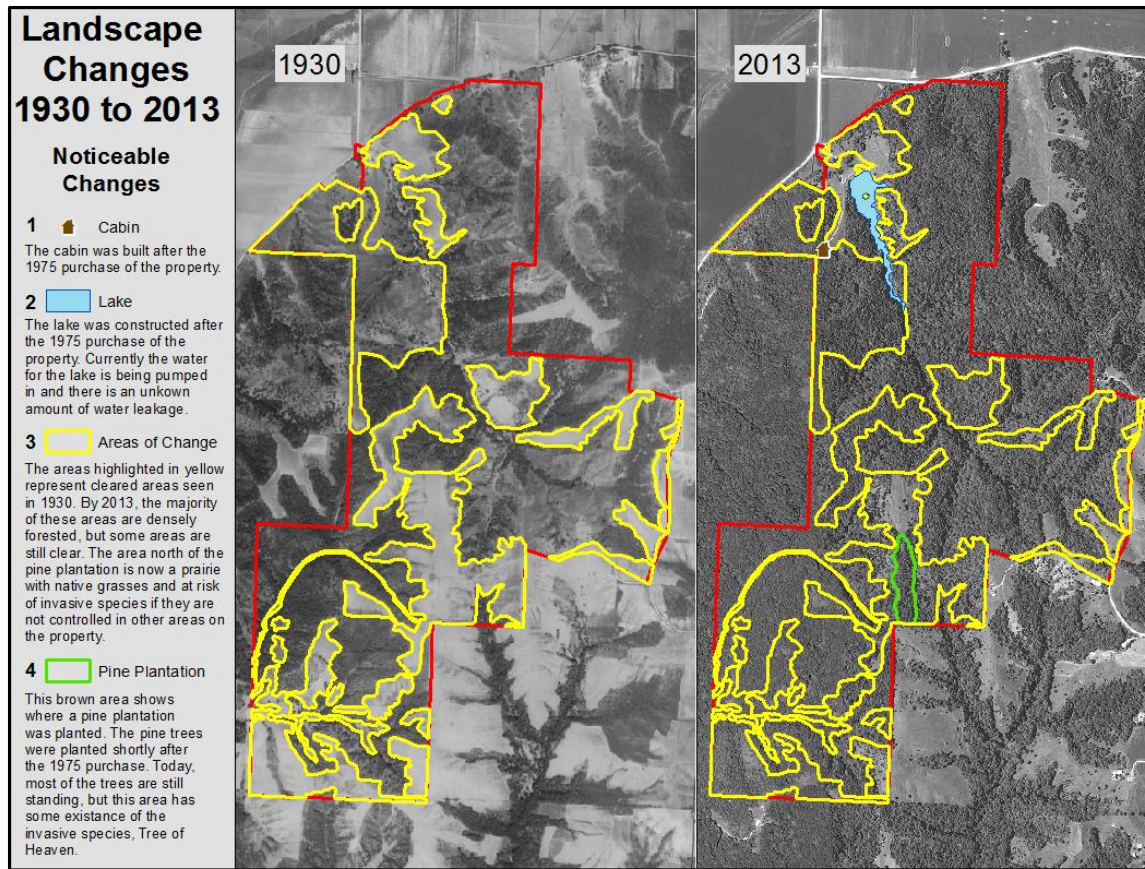 Landscape
Changes
1930 to 2013
Noticeable
Changes
1 Cabin
The cabin was built after the
1975 purchase of the property.
2 Lake
The lake was constructed after
the 1975 purchase of the
property. Currently the water
for the lake is being pumped
in and there is an unkown
amount of water leakage.
3 Areas of Change
The areas highlighted in yellow
represent cleared areas seen
in 1930. By 2013, the majority
of these areas are densely
forested, but some areas are
still clear. The area north of the
pine plantation is now a prairie
with native grasses and at risk
of invasive species if they are
not controlled in other areas on
the property.
4 Pine Plantation
This brown area shows
where a pine plantation
was planted. The pine trees
were planted shortly after
the 1975 purchase. Today,
most of the trees are still
standing, but this area has
some existance of the
invasive species, Tree of
Heaven.
1930
2013